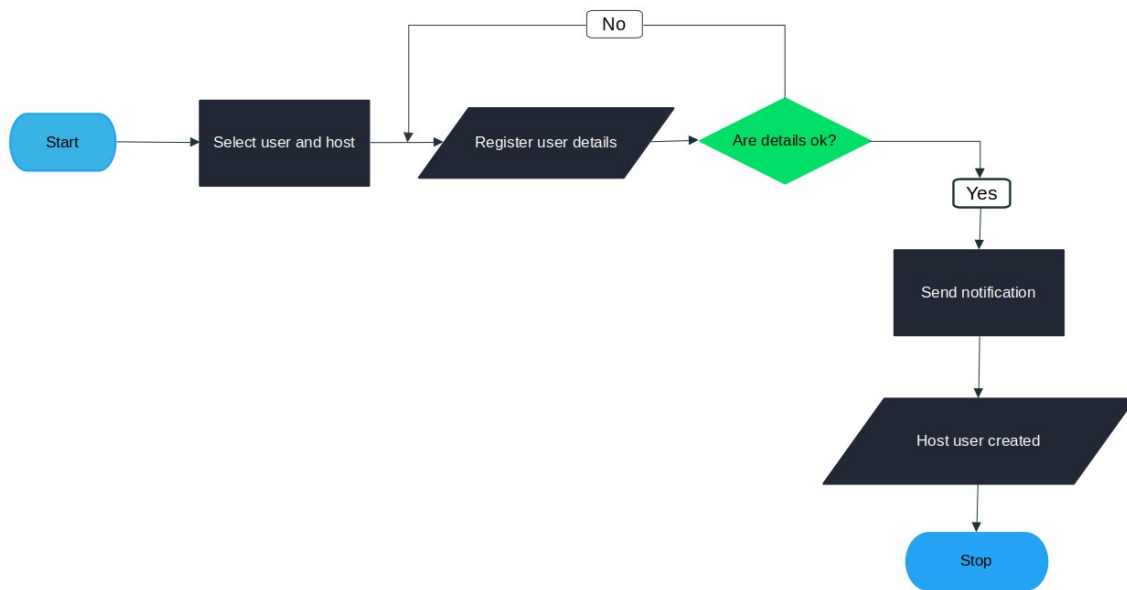 No
Start
Select user and host
Register user details
Are details ok?
Yes
Send notification
Host user created
Stop